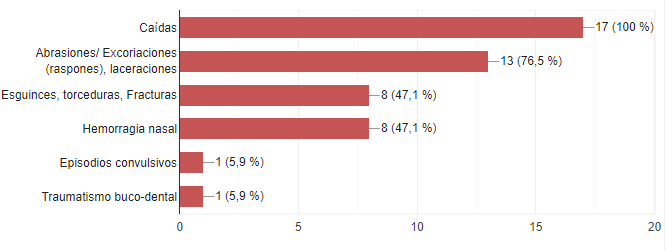 Caídas
17 (100 %)
Abrasiones/ Excoriaciones
(raspones), laceraciones
13 (76,5 %)
Esguinces, torceduras, Fracturas
8 (47,1 %)
Hemorragia nasal
8 (47,1 %)
Episodios convulsivos
1 (5,9 %)
Traumatismo buco-dental
1 (5,9 %)
0 5 10 15 20